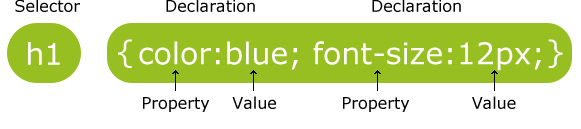 Selector Declaration Declaration
h1 {color:blue; font-size:12px;}
Property Value Property Value